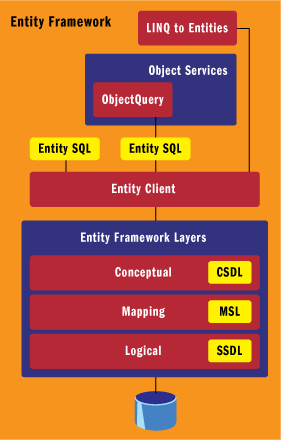 Entity Framework
LINQ to Entities
Object Services
ObjectQuery
Entity SQL
Entity SQL
Entity Client
Entity Framework Layers
Conceptual
CSDL
Mapping
MSL
Logical
SSDL